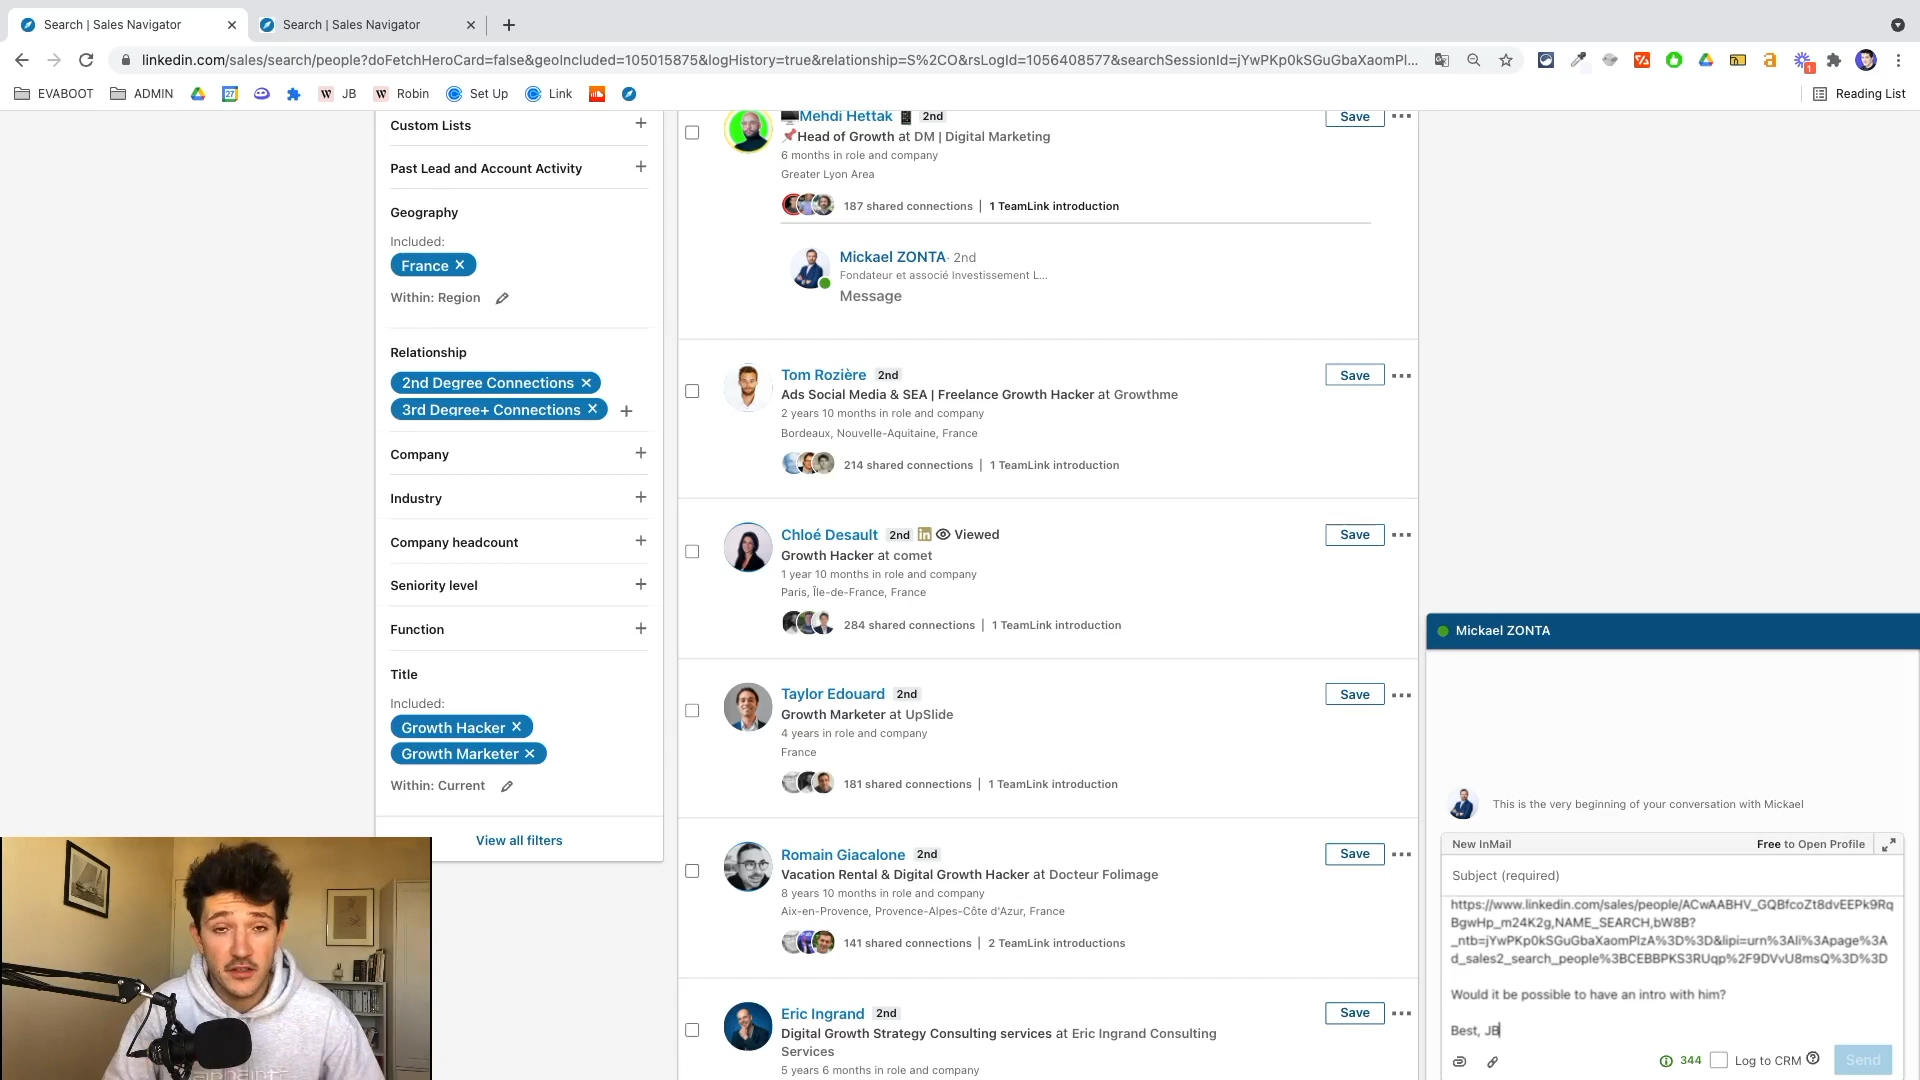 Search | Sales Navigator
Search | Sales Navigator
linkedin.com/sales/search/people?doFetchHeroCard=false&geoIncluded=105015875&logHistory=true&relationship=S%2CO&rsLogId=1056408577&searchSessionId=jYwPKp0kSGuGbaXaomPl...
EVABOOT
ADMIN
JB
Robin
Set Up
Link
Reading List
Custom Lists
Past Lead and Account Activity
Geography
Included:
France
Within: Region
Relationship
2nd Degree Connections
3rd Degree+ Connections
Company
Industry
Company headcount
Seniority level
Function
Title
Included:
Growth Hacker
Growth Marketer
Within: Current
View all filters
Mehdi Hettak 2nd
Save
Head of Growth at DM | Digital Marketing
6 months in role and company
Greater Lyon Area
187 shared connections | 1 TeamLink introduction
Mickael ZONTA · 2nd
Fondateur et associé Investissement L...
Message
Tom Rozière 2nd
Save
Ads Social Media & SEA | Freelance Growth Hacker at Growthme
2 years 10 months in role and company
Bordeaux, Nouvelle-Aquitaine, France
214 shared connections | 1 TeamLink introduction
Chloé Desault 2nd in Viewed
Save
Growth Hacker at comet
1 year 10 months in role and company
Paris, Île-de-France, France
284 shared connections | 1 TeamLink introduction
Taylor Edouard 2nd
Save
Growth Marketer at UpSlide
4 years in role and company
France
181 shared connections | 1 TeamLink introduction
Romain Giacalone 2nd
Save
Vacation Rental & Digital Growth Hacker at Docteur Folimage
8 years 10 months in role and company
Aix-en-Provence, Provence-Alpes-Côte d'Azur, France
141 shared connections | 2 TeamLink introductions
Eric Ingrand 2nd
Save
Digital Growth Strategy Consulting services at Eric Ingrand Consulting
Services
5 years 6 months in role and company
Mickael ZONTA
This is the very beginning of your conversation with Mickael
New InMail
Free to Open Profile
Subject (required)
https://www.linkedin.com/sales/people/ACwAABHV_GQBfcoZt8dvEEPk9Rq
BgwHp_m24K2g,NAME_SEARCH,bW8B?
_ntb=jYwPKp0kSGuGbaXaomPlzA%3D%3D&lipi=urn%3Ali%3Apage%3A
d_sales2_search_people%3BCEBBPKS3RUqp%2F9DVvU8msQ%3D%3D
Would it be possible to have an intro with him?
Best, JB
344
Log to CRM
Send